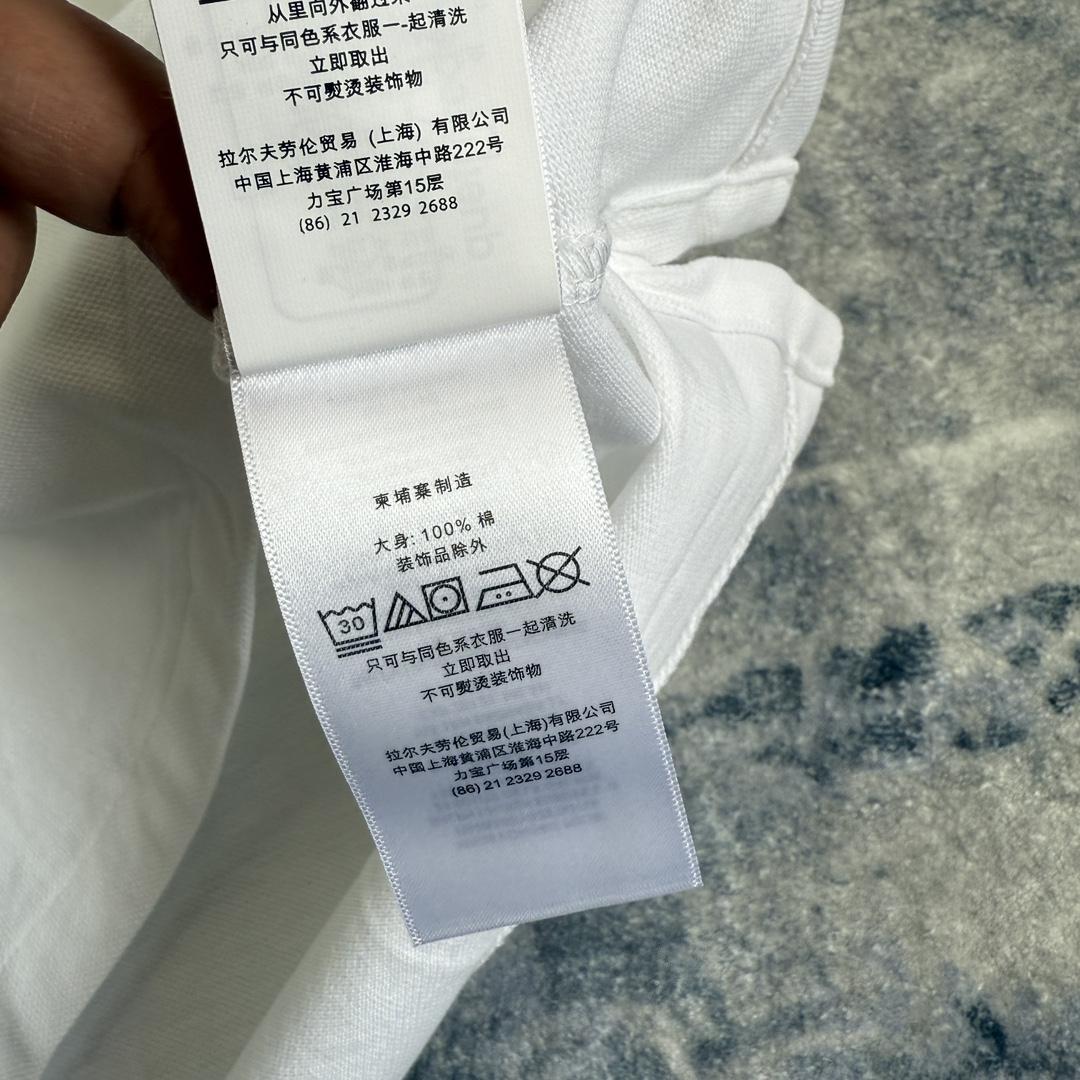 从里向外翻过来
只可与同色系衣服一-起清洗
立即取出
不可熨烫装饰物
拉尔夫劳伦贸易 (上海) 有限公司
中国上海黄浦区淮海中路222号
力宝广场第15层
(86) 21 2329 2688
柬埔寨制造
大身: 100% 棉
装饰品除外
30
只可与同色系衣服一起清洗
立即取出
不可熨烫装饰物
拉尔夫劳伦贸易(上海)有限公司
中国上海黄浦区淮海中路222号
力宝广场第15层
(86) 21 2329 2688